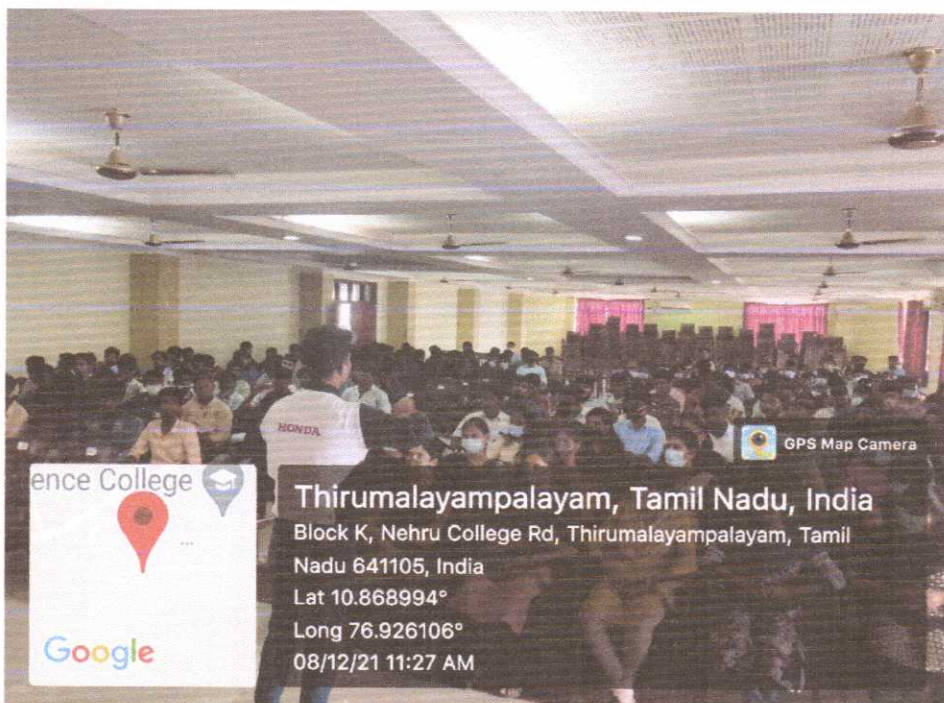 HONDA
GPS Map Camera
ence College
Google
Thirumalayampalayam, Tamil Nadu, India
Block K, Nehru College Rd, Thirumalayampalayam, Tamil
Nadu 641105, India
Lat 10.868994°
Long 76.926106°
08/12/21 11:27 AM